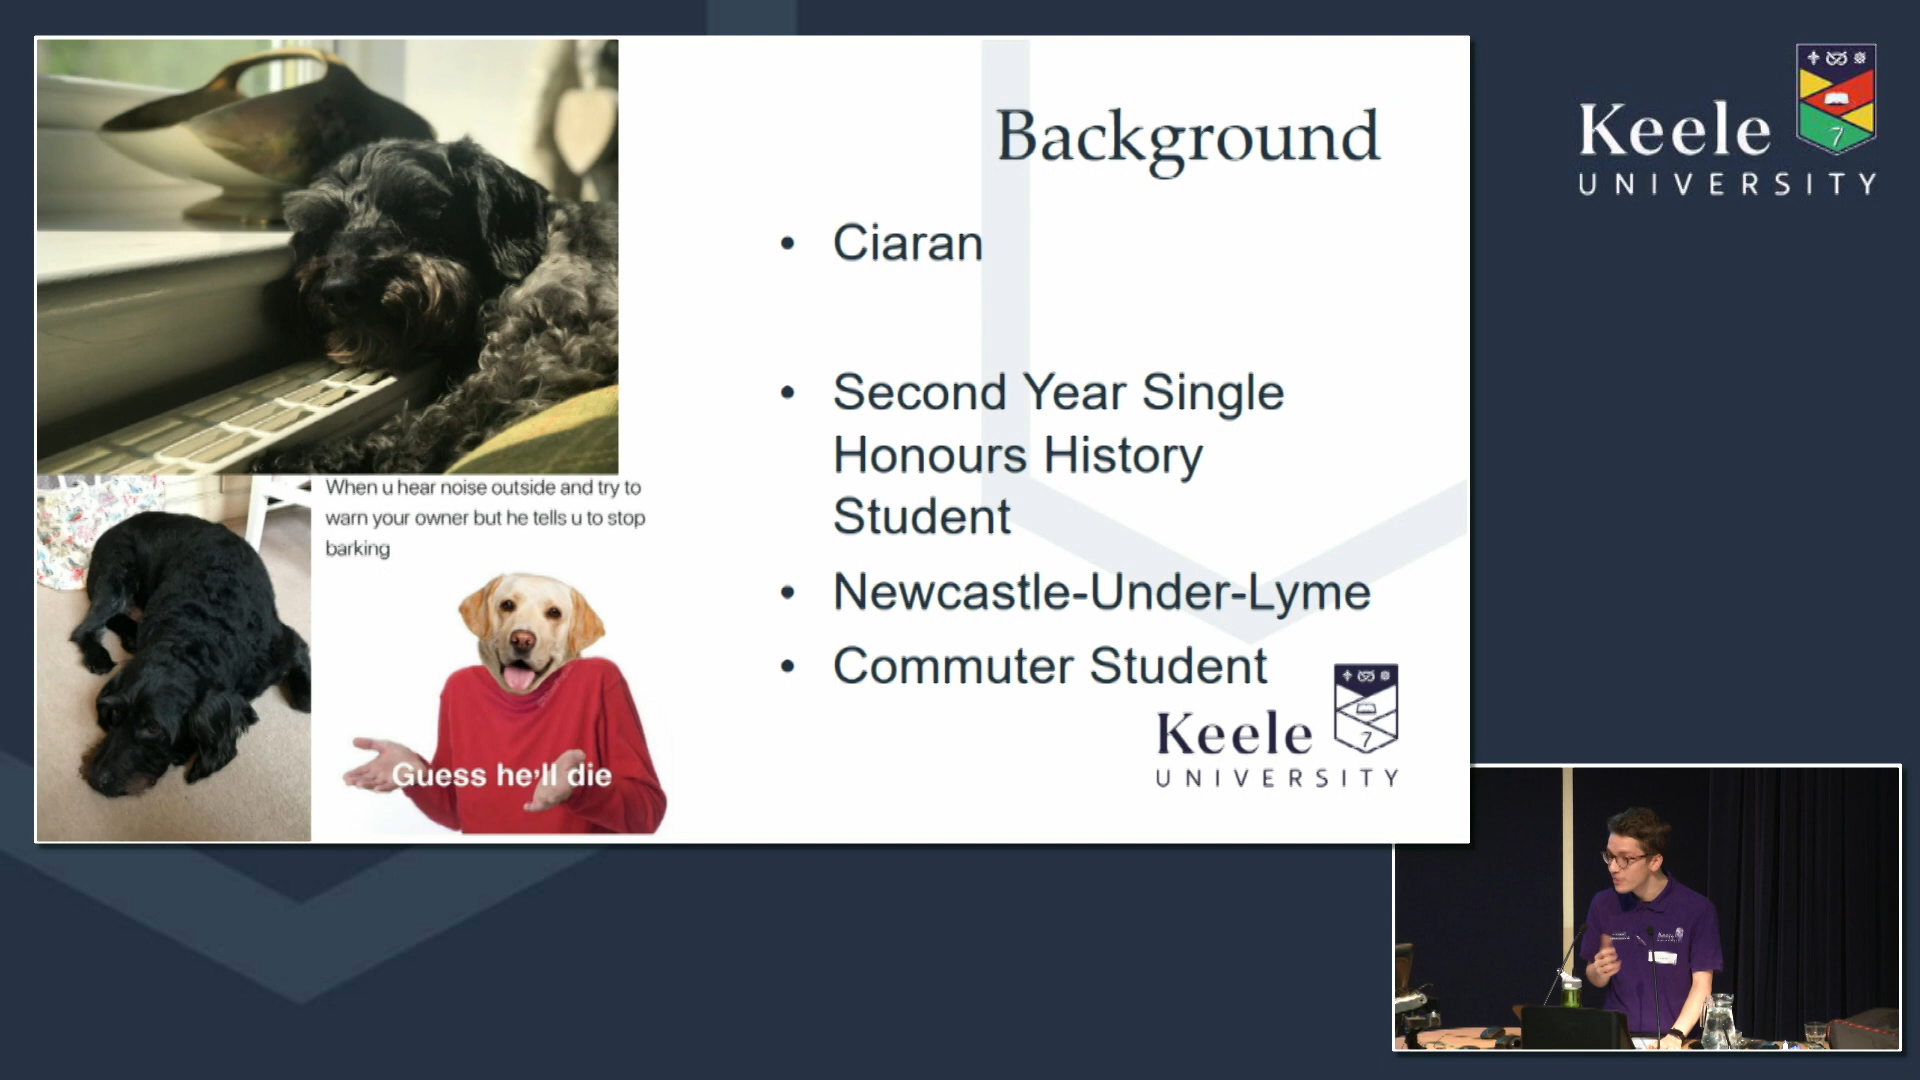 Background
• Ciaran
• Second Year Single
Honours History
Student
• Newcastle-Under-Lyme
• Commuter Student
When u hear noise outside and try to
warn your owner but he tells u to stop
barking
Guess he'll die
Keele
UNIVERSITY
Keele
UNIVERSITY
Keele